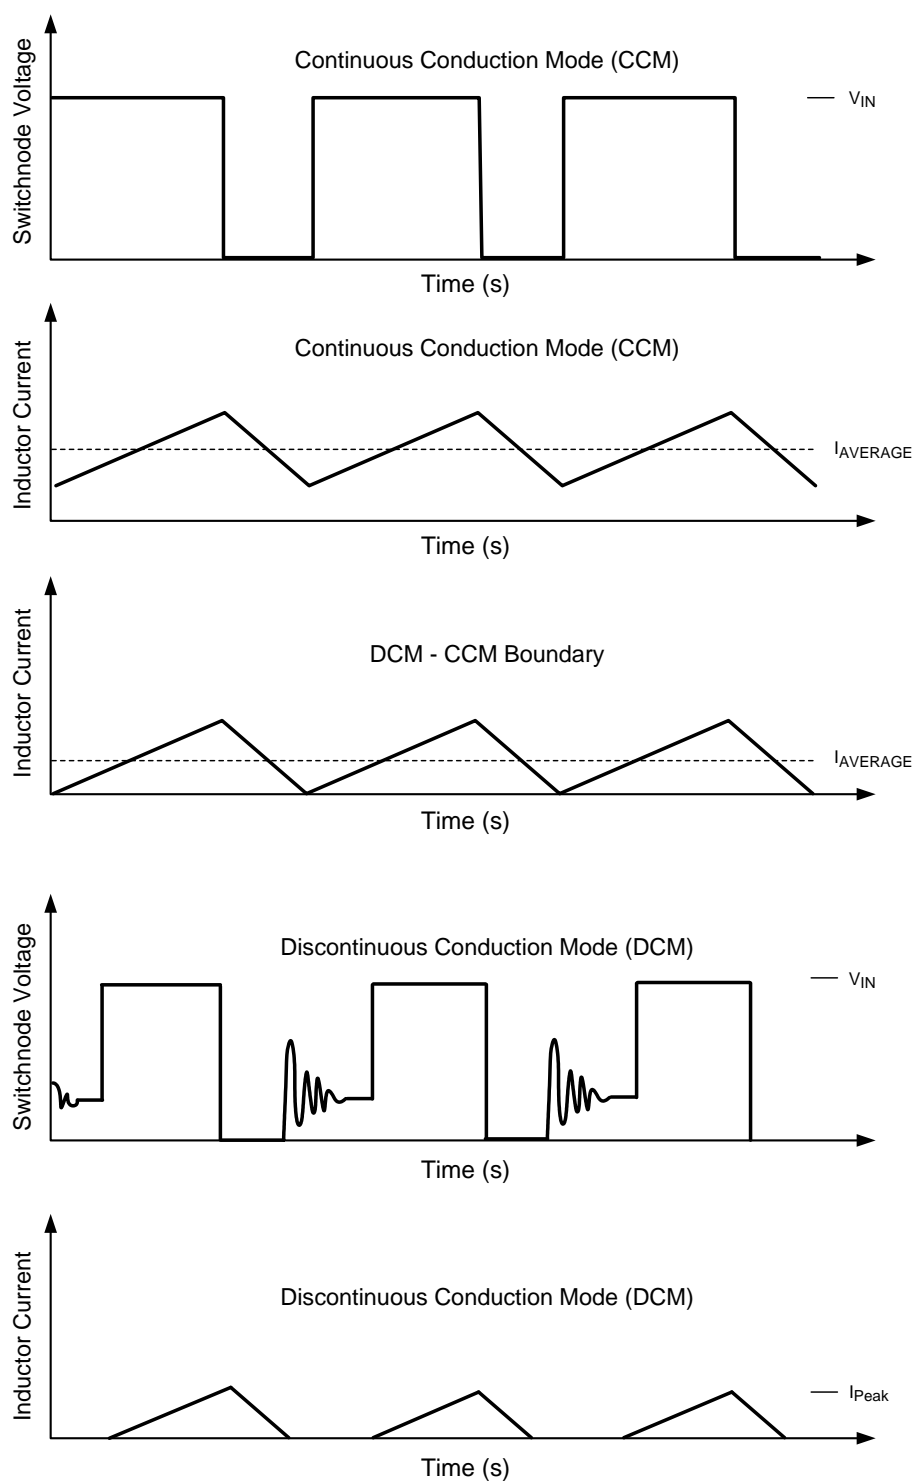 Continuous Conduction Mode (CCM)
Switchnode Voltage
VIN
Time (s)
Continuous Conduction Mode (CCM)
Inductor Current
IAVERAGE
Time (s)
DCM - CCM Boundary
Inductor Current
IAVERAGE
Time (s)
Discontinuous Conduction Mode (DCM)
Switchnode Voltage
VIN
Time (s)
Discontinuous Conduction Mode (DCM)
Inductor Current
IPeak
Time (s)